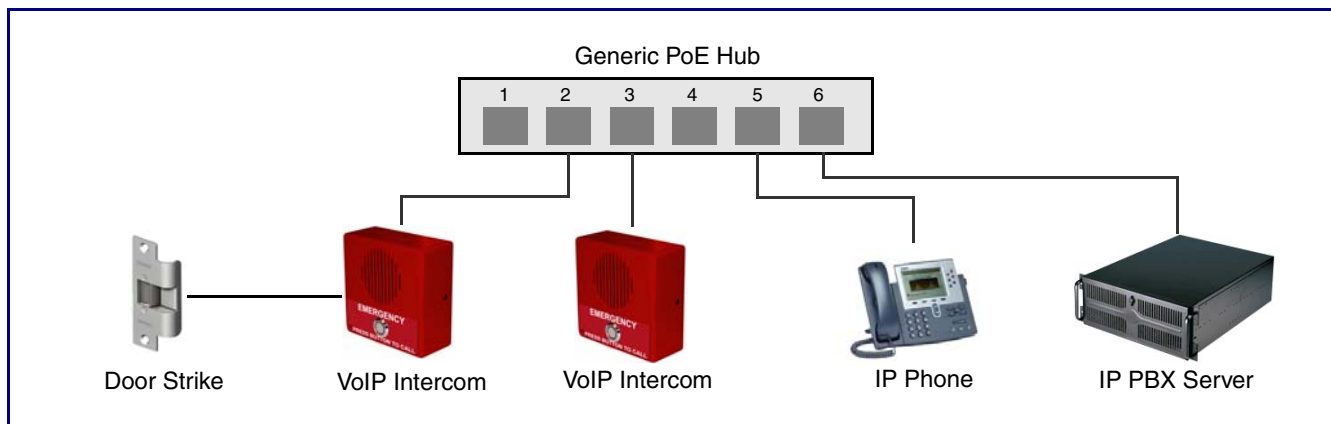 Generic PoE Hub
1 2 3 4 5 6
EMERGENCY
PRESS BUTTON TO CALL
EMERGENCY
PRESS BUTTON TO CALL
Door Strike
VoIP Intercom
VoIP Intercom
IP Phone
IP PBX Server